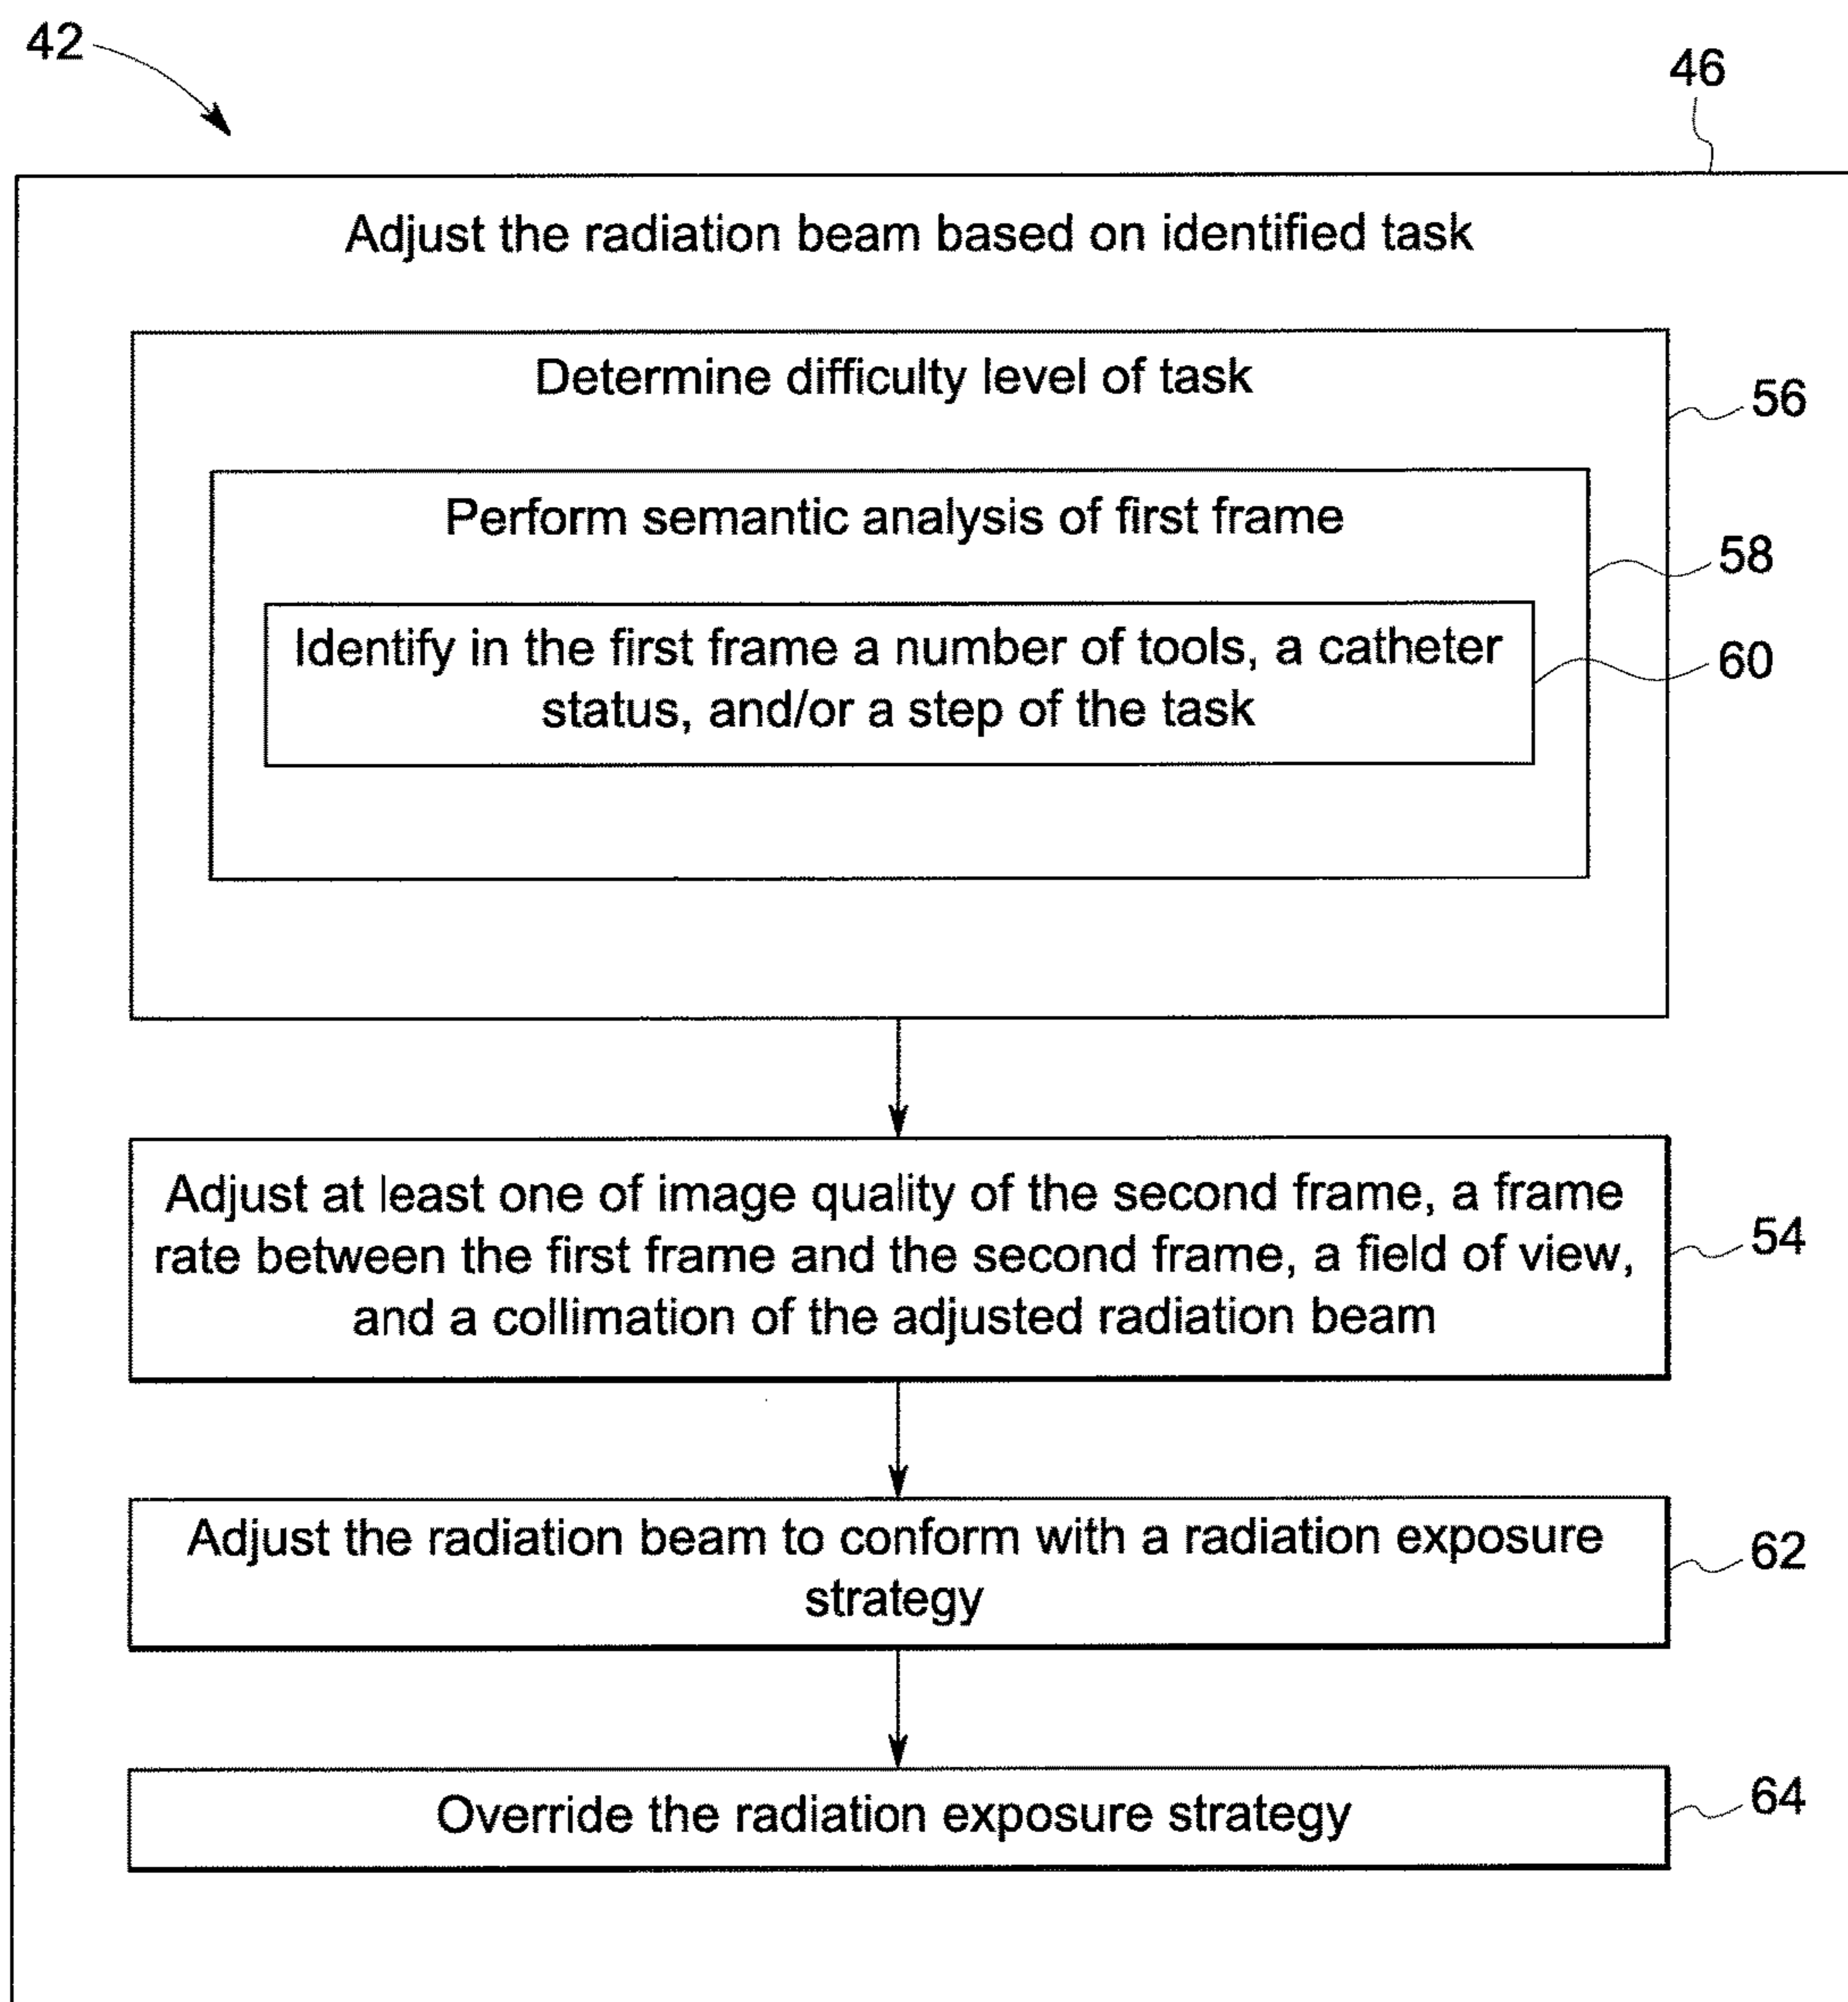 42
46
Adjust the radiation beam based on identified task
Determine difficulty level of task
56
Perform semantic analysis of first frame
58
Identify in the first frame a number of tools, a catheter
status, and/or a step of the task
60
Adjust at least one of image quality of the second frame, a frame
rate between the first frame and the second frame, a field of view,
and a collimation of the adjusted radiation beam
54
Adjust the radiation beam to conform with a radiation exposure
strategy
62
Override the radiation exposure strategy
64